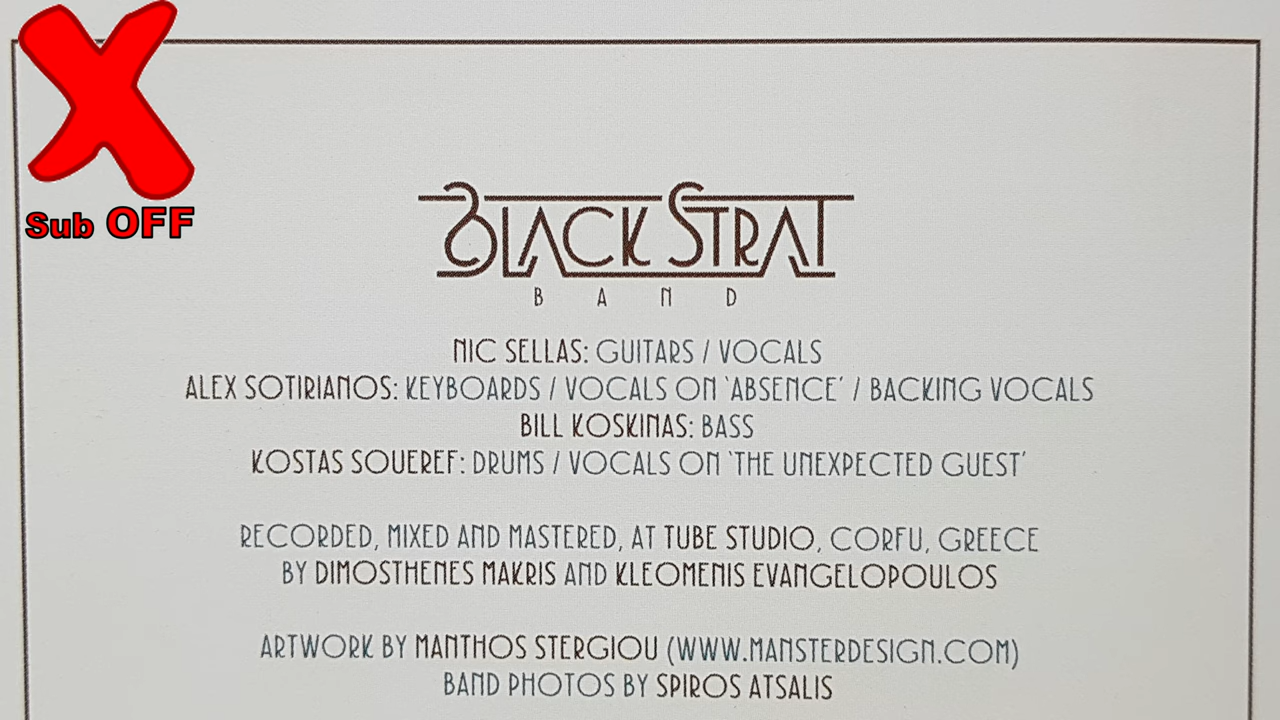 Sub OFF
BLACK STRAT
BAND
NIC SELLAS: GUITARS / VOCALS
ALEX SOTIRIANOS: KEYBOARDS / VOCALS ON 'ABSENCE' / BACKING VOCALS
BILL KOSKINAS: BASS
KOSTAS SOUEREF: DRUMS / VOCALS ON 'THE UNEXPECTED GUEST'
RECORDED, MIXED AND MASTERED, AT TUBE STUDIO, CORFU, GREECE
BY DIMOSTHENES MAKRIS AND KLEOMENIS EVANGELOPOULOS
ARTWORK BY MANTHOS STERGIOU (WWW.MANSTERDESIGN.COM)
BAND PHOTOS BY SPIROS ATSALIS